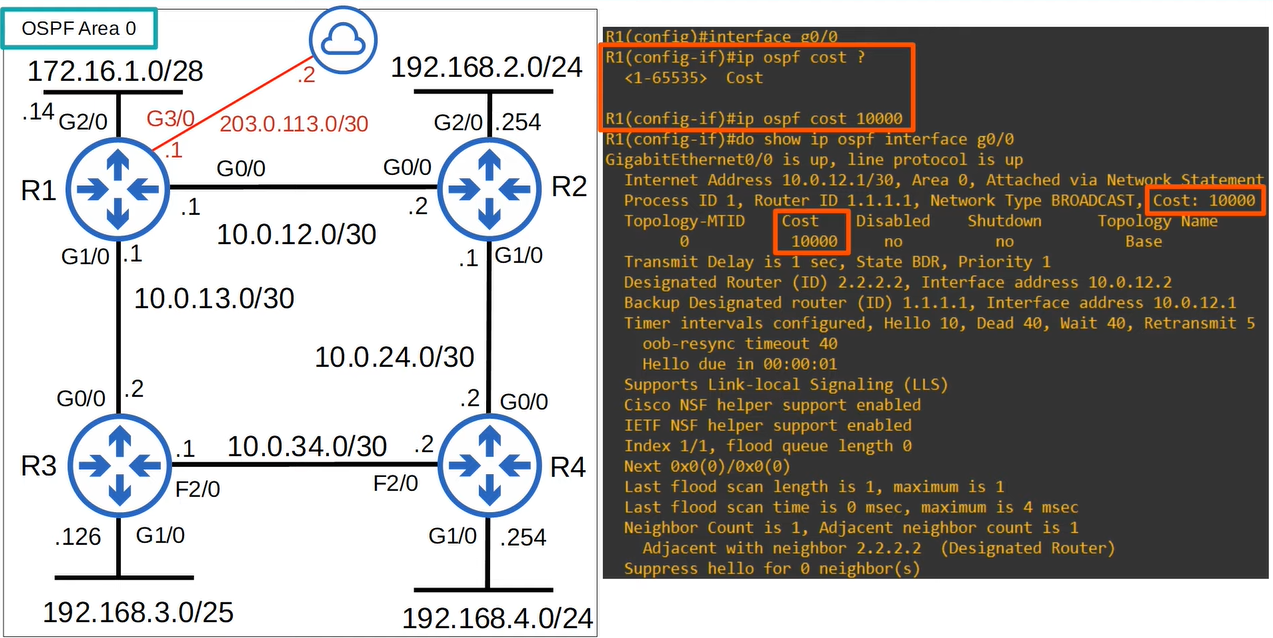 OSPF Area 0
172.16.1.0/28
.14
G2/0
G3/0
.1
.2
203.0.113.0/30
192.168.2.0/24
G2/0
.254
R1
G0/0
G0/0
R2
.1
.2
10.0.12.0/30
G1/0
.1
.1
G1/0
10.0.13.0/30
10.0.24.0/30
G0/0
.2
.2
G0/0
R3
.1
10.0.34.0/30
.2
R4
F2/0
F2/0
.126
G1/0
G1/0
.254
192.168.3.0/25
192.168.4.0/24
R1(config)#interface g0/0
R1(config-if)#ip ospf cost ?
<1-65535> Cost
R1(config-if)#ip ospf cost 10000
R1(config-if)#do show ip ospf interface g0/0
GigabitEthernet0/0 is up, line protocol is up
Internet Address 10.0.12.1/30, Area 0, Attached via Network Statement
Process ID 1, Router ID 1.1.1.1, Network Type BROADCAST, Cost: 10000
Topology-MTID Cost Disabled Shutdown Topology Name
0 10000 no no Base
Transmit Delay is 1 sec, State BDR, Priority 1
Designated Router (ID) 2.2.2.2, Interface address 10.0.12.2
Backup Designated router (ID) 1.1.1.1, Interface address 10.0.12.1
Timer intervals configured, Hello 10, Dead 40, Wait 40, Retransmit 5
oob-resync timeout 40
Hello due in 00:00:01
Supports Link-local Signaling (LLS)
Cisco NSF helper support enabled
IETF NSF helper support enabled
Index 1/1, flood queue length 0
Next 0x0(0)/0x0(0)
Last flood scan length is 1, maximum is 1
Last flood scan time is 0 msec, maximum is 4 msec
Neighbor Count is 1, Adjacent neighbor count is 1
Adjacent with neighbor 2.2.2.2 (Designated Router)
Suppress hello for 0 neighbor(s)